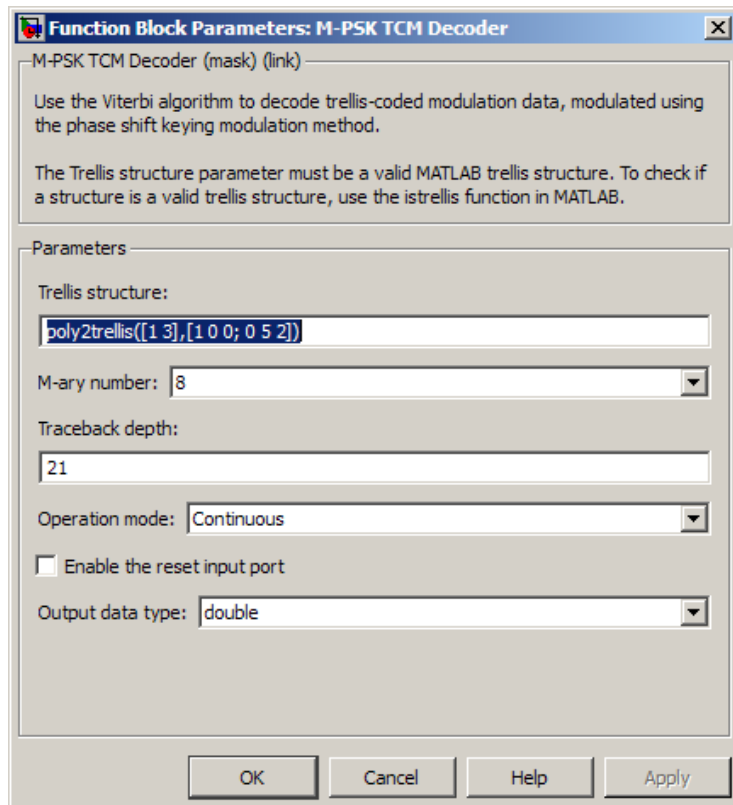 Function Block Parameters: M-PSK TCM Decoder
M-PSK TCM Decoder (mask) (link)
Use the Viterbi algorithm to decode trellis-coded modulation data, modulated using
the phase shift keying modulation method.
The Trellis structure parameter must be a valid MATLAB trellis structure. To check if
a structure is a valid trellis structure, use the istrellis function in MATLAB.
Parameters
Trellis structure:
poly2trellis([1 3],[1 0 0; 0 5 2])
M-ary number: 8
Traceback depth:
21
Operation mode: Continuous
Enable the reset input port
Output data type: double
OK Cancel Help Apply